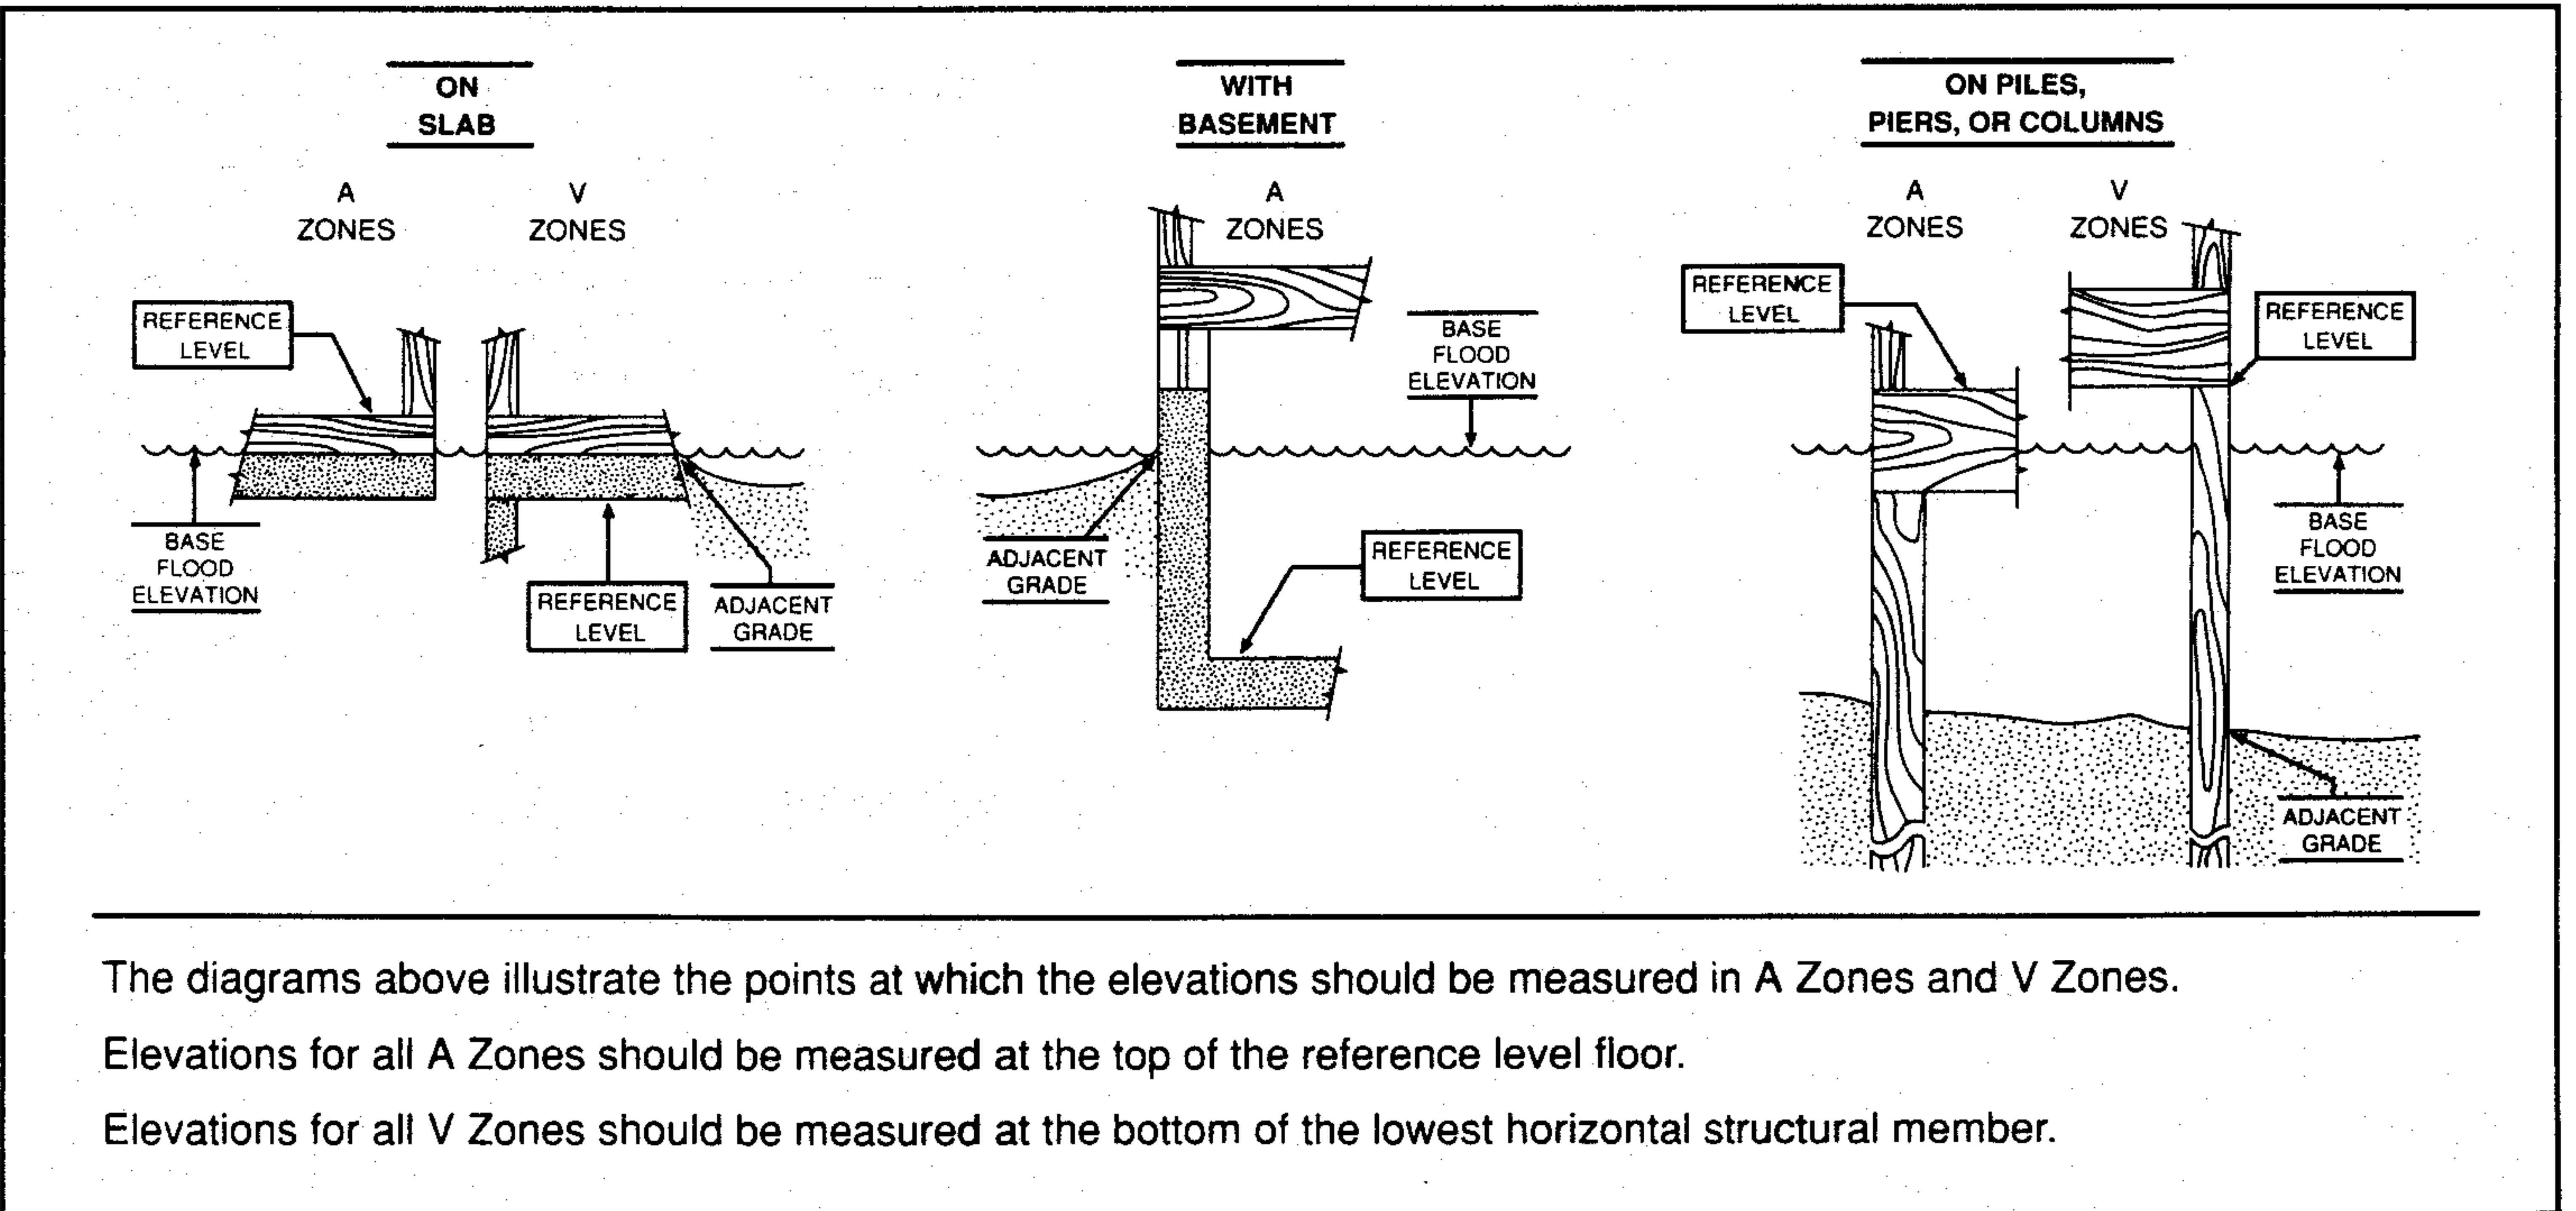 ON
SLAB
A
ZONES
V
ZONES
REFERENCE
LEVEL
BASE
FLOOD
ELEVATION
REFERENCE
LEVEL
ADJACENT
GRADE
WITH
BASEMENT
A
ZONES
BASE
FLOOD
ELEVATION
ADJACENT
GRADE
REFERENCE
LEVEL
ON PILES,
PIERS, OR COLUMNS
A
ZONES
V
ZONES
REFERENCE
LEVEL
REFERENCE
LEVEL
BASE
FLOOD
ELEVATION
ADJACENT
GRADE
The diagrams above illustrate the points at which the elevations should be measured in A Zones and V Zones.
Elevations for all A Zones should be measured at the top of the reference level floor.
Elevations for all V Zones should be measured at the bottom of the lowest horizontal structural member.